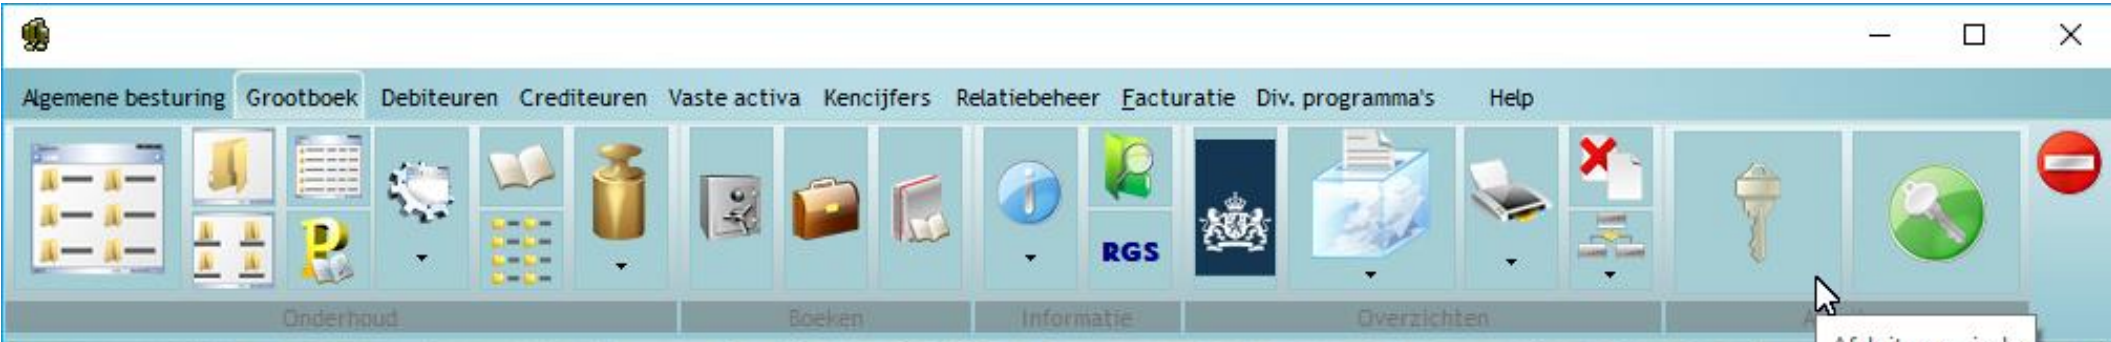 Algemene besturing Grootboek Debiteuren Crediteuren Vaste activa Kencijfers Relatiebeheer Facturatie Div. programma's Help
RGS
Onderhoud Boeken Informatie Overzichten